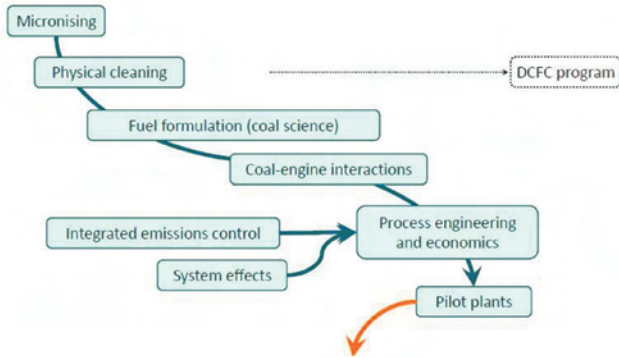 Micronising
Physical cleaning
DCFC program
Fuel formulation (coal science)
Coal-engine interactions
Integrated emissions control
Process engineering
and economics
System effects
Pilot plants